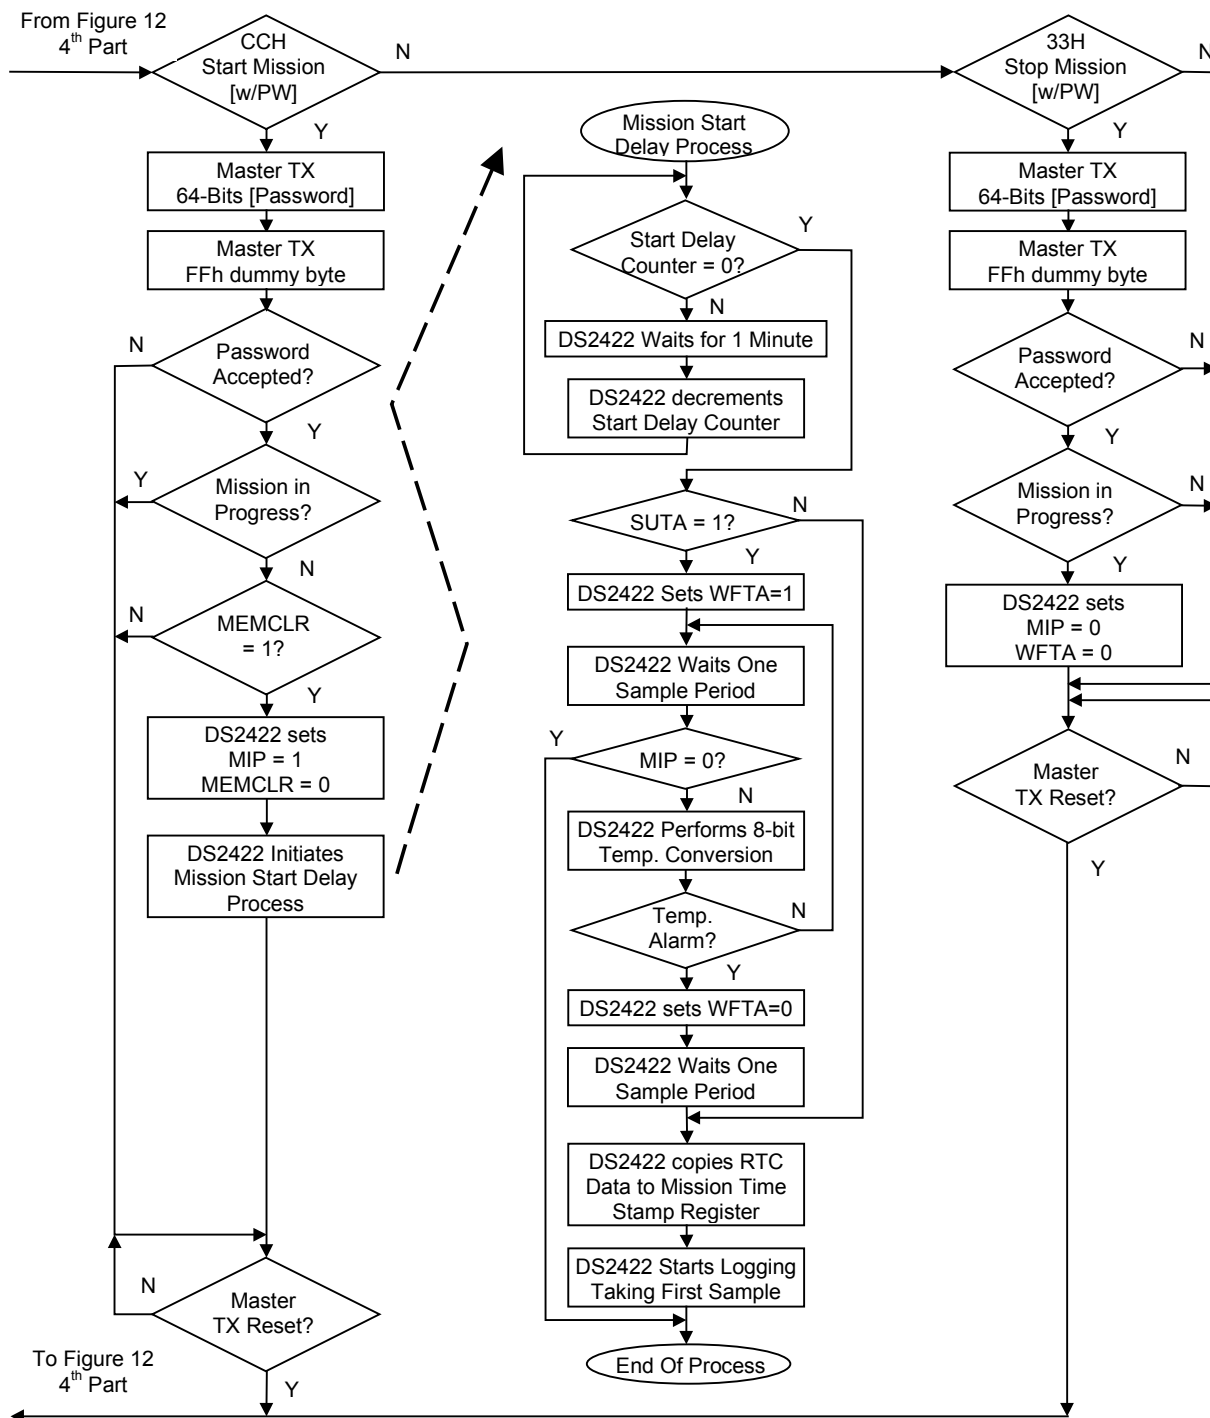 From Figure 12
4th Part
CCH
Start Mission
[w/PW]
N
Y
Master TX
64-Bits [Password]
Master TX
FFh dummy byte
N
Password
Accepted?
Y
Y
Mission in
Progress?
N
N
MEMCLR
= 1?
Y
DS2422 sets
MIP = 1
MEMCLR = 0
DS2422 Initiates
Mission Start Delay
Process
N
Master
TX Reset?
Y
To Figure 12
4th Part
Mission Start
Delay Process
Start Delay
Counter = 0?
Y
N
DS2422 Waits for 1 Minute
DS2422 decrements
Start Delay Counter
SUTA = 1?
N
Y
DS2422 Sets WFTA=1
DS2422 Waits One
Sample Period
Y
MIP = 0?
N
DS2422 Performs 8-bit
Temp. Conversion
Temp.
Alarm?
N
Y
DS2422 sets WFTA=0
DS2422 Waits One
Sample Period
DS2422 copies RTC
Data to Mission Time
Stamp Register
DS2422 Starts Logging
Taking First Sample
End Of Process
33H
Stop Mission
[w/PW]
N
Y
Master TX
64-Bits [Password]
Master TX
FFh dummy byte
Password
Accepted?
N
Y
Mission in
Progress?
N
Y
DS2422 sets
MIP = 0
WFTA = 0
Master
TX Reset?
N
Y